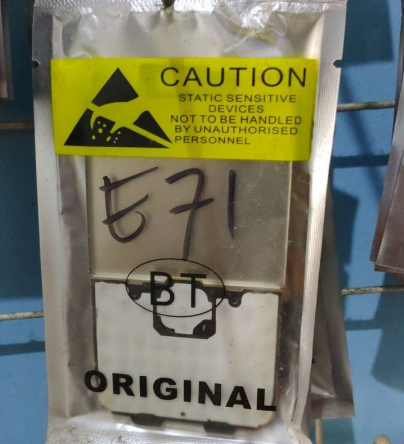 CAUTION
STATIC SENSITIVE
DEVICES
NOT TO BE HANDLED
BY UNAUTHORISED
PERSONNEL
E71
BT
ORIGINAL